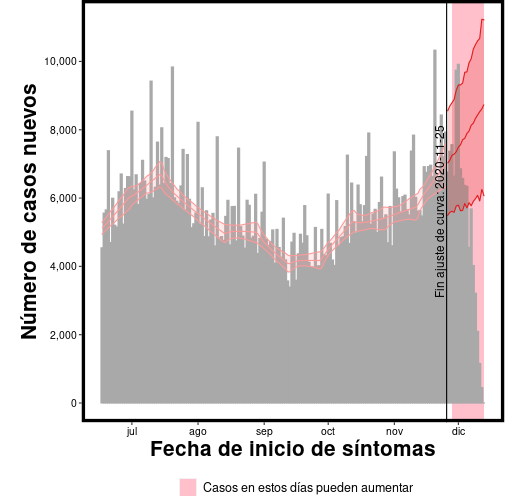 Número de casos nuevos
10,000
8,000
6,000
4,000
2,000
0
Fin ajuste de curva: 2020-11-25
jul ago sep oct nov dic
Fecha de inicio de síntomas
Casos en estos días pueden aumentar